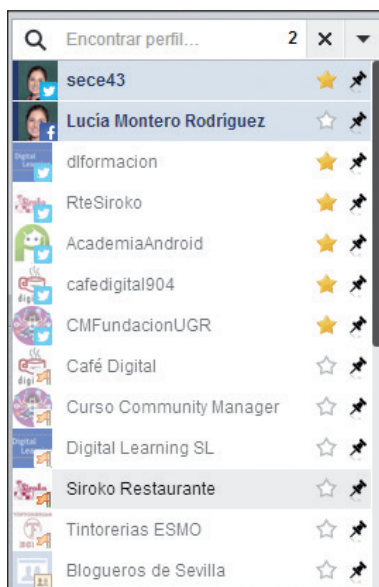 Encontrar perfil... 2
sece43
Lucía Montero Rodríguez
dlformacion
RteSiroko
AcademiaAndroid
cafedigital904
CMFundacionUGR
Café Digital
Curso Community Manager
Digital Learning SL
Siroko Restaurante
Tintorerias ESMO
Blogueros de Sevilla